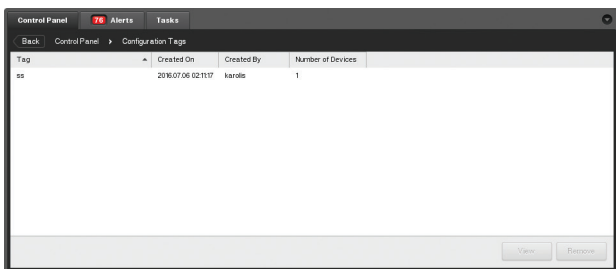 Control Panel 76 Alerts Tasks
Back Control Panel > Configuration Tags
Tag Created On Created By Number of Devices
ss 2016.07.06 02:11:17 karolis 1
View Remove